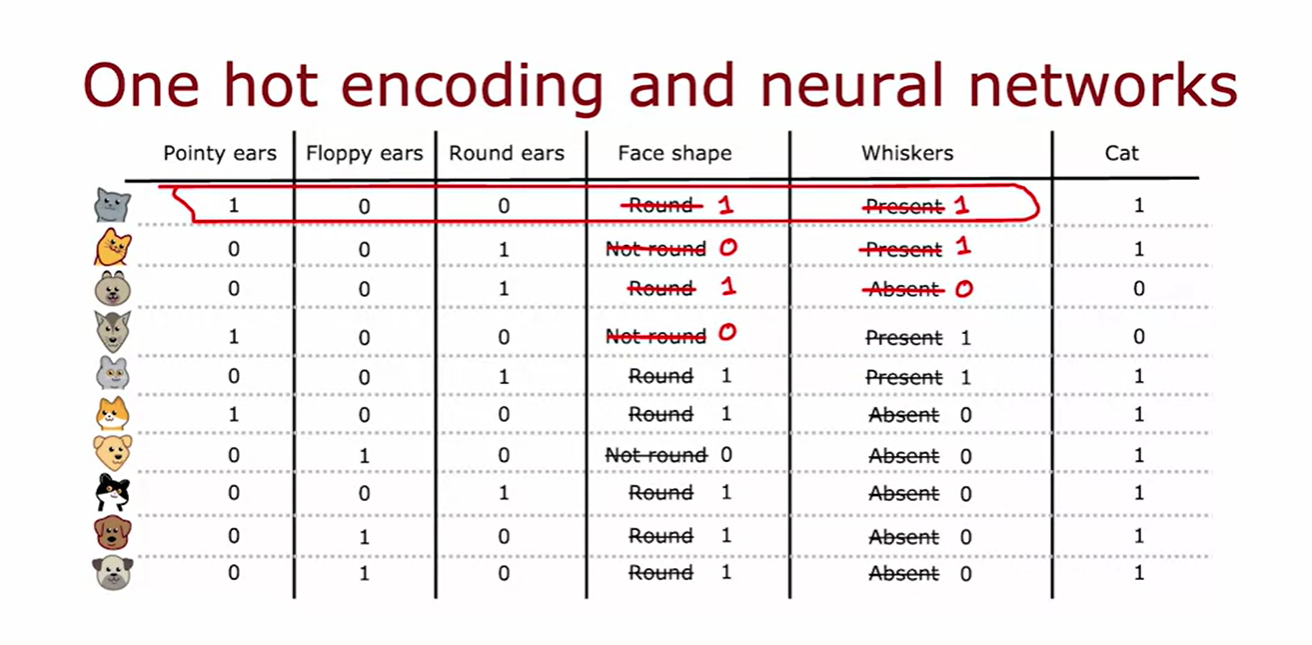 One hot encoding and neural networks
Pointy ears Floppy ears Round ears Face shape Whiskers Cat
1 0 0 Round 1 Present 1 1
0 0 1 Not round 0 Present 1 1
0 0 1 Round 1 Absent 0 0
1 0 0 Not round 0 Present 1 0
0 0 1 Round 1 Present 1 1
1 0 0 Round 1 Absent 0 1
0 1 0 Not round 0 Absent 0 1
0 0 1 Round 1 Absent 0 1
0 1 0 Round 1 Absent 0 1
0 1 0 Round 1 Absent 0 1